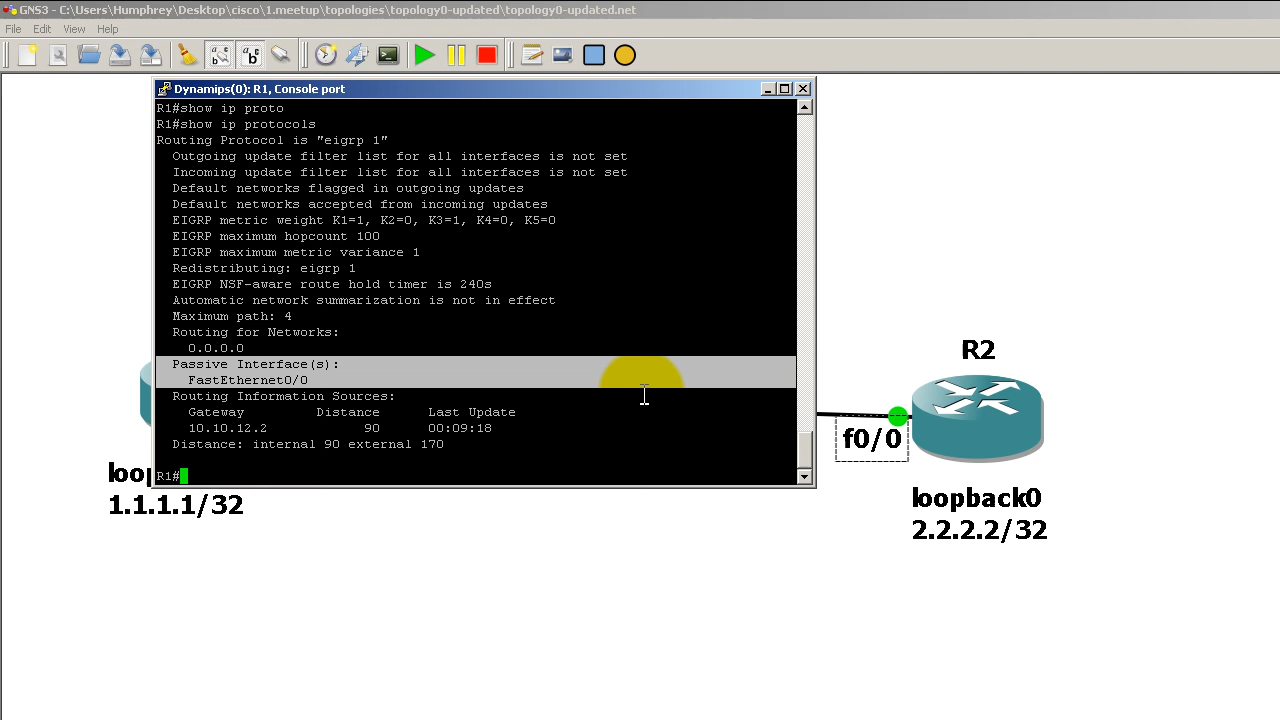 GNS3 - C:\Users\Humphrey\Desktop\cisco\1.meetup\topologies\topology0-updated\topology0-updated.net
File Edit View Help
Dynamips(0): R1, Console port
R1#show ip proto
R1#show ip protocols
Routing Protocol is "eigrp 1"
Outgoing update filter list for all interfaces is not set
Incoming update filter list for all interfaces is not set
Default networks flagged in outgoing updates
Default networks accepted from incoming updates
EIGRP metric weight K1=1, K2=0, K3=1, K4=0, K5=0
EIGRP maximum hopcount 100
EIGRP maximum metric variance 1
Redistributing: eigrp 1
EIGRP NSF-aware route hold timer is 240s
Automatic network summarization is not in effect
Maximum path: 4
Routing for Networks:
0.0.0.0
Passive Interface(s):
FastEthernet0/0
Routing Information Sources:
Gateway Distance Last Update
10.10.12.2 90 00:09:18
Distance: internal 90 external 170
R1#
loop
1.1.1.1/32
R2
f0/0
loopback0
2.2.2.2/32